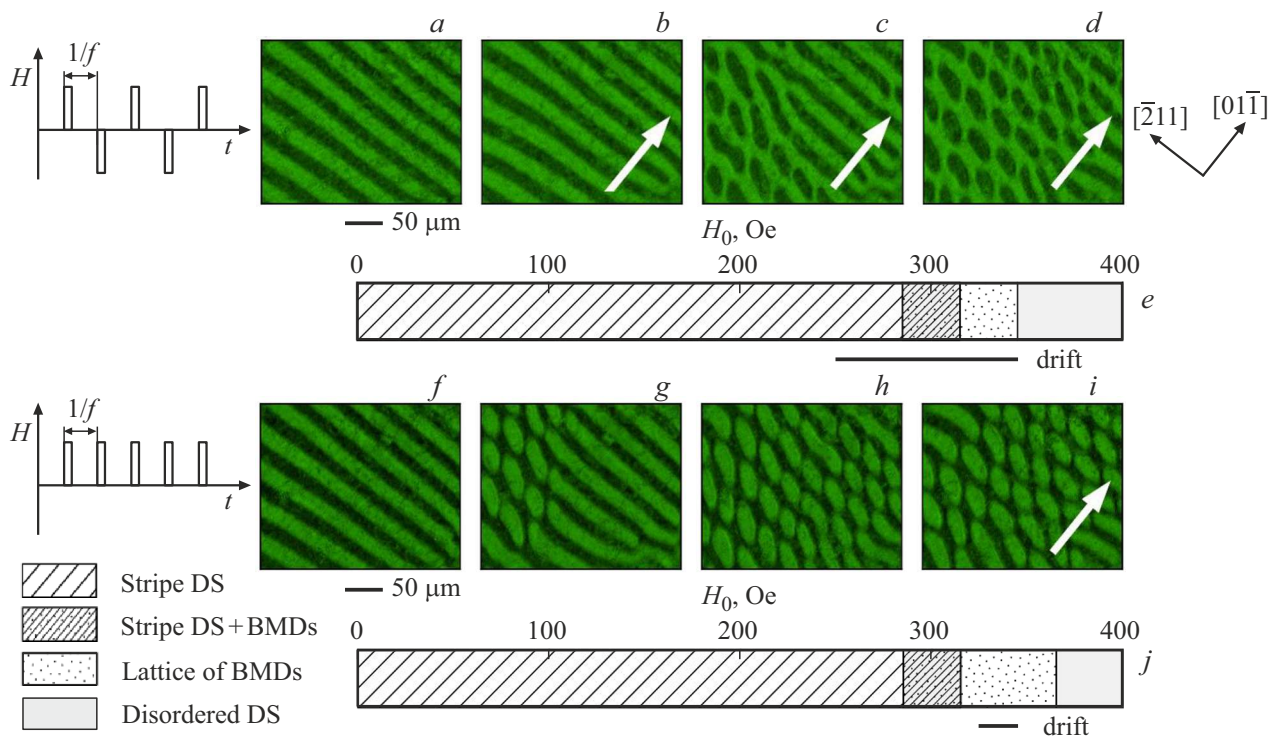 a b c d
1/f
H
t
[2̅11] [011̅]
50 μm
H0, Oe
0 100 200 300 400
e
drift
f g h i
1/f
H
t
50 μm
H0, Oe
Stripe DS
Stripe DS + BMDs
Lattice of BMDs
Disordered DS
0 100 200 300 400
j
drift